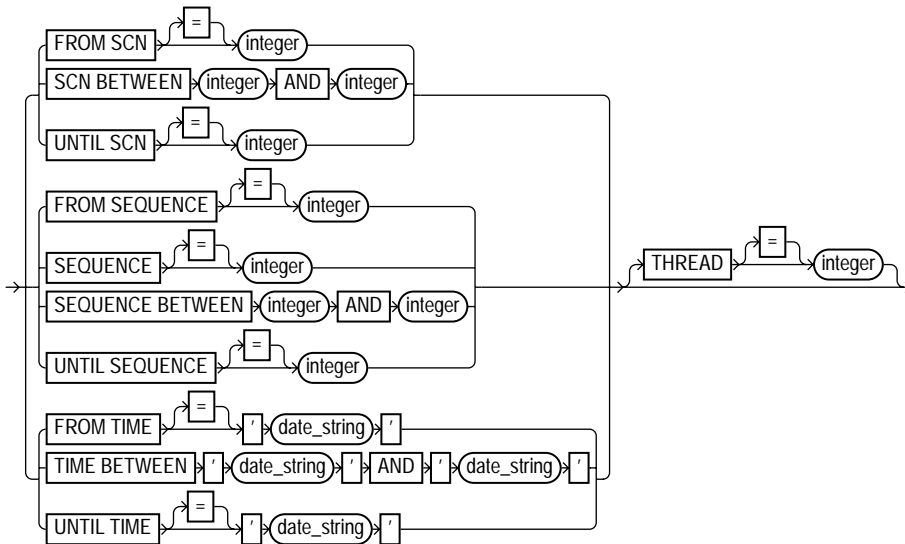 =
FROM SCN integer
SCN BETWEEN integer AND integer
=
UNTIL SCN integer
=
FROM SEQUENCE integer
=
SEQUENCE integer
SEQUENCE BETWEEN integer AND integer
=
UNTIL SEQUENCE integer
=
THREAD integer
=
FROM TIME ' date_string '
TIME BETWEEN ' date_string ' AND ' date_string '
=
UNTIL TIME ' date_string '